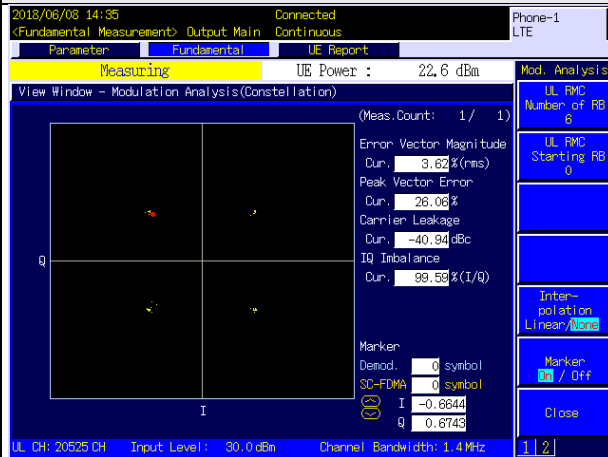 2018/06/08 14:35 Connected Phone-1
<Fundamental Measurement> Output Main Continuous LTE
Parameter Fundamental UE Report
Measuring UE Power : 22.6 dBm Mod. Analysis
View Window - Modulation Analysis(Constellation)
(Meas.Count: 1/ 1)
Error Vector Magnitude
Cur. 3.62 %(rms)
Peak Vector Error
Cur. 26.06 %
Carrier Leakage
Cur. -40.94 dBc
IQ Imbalance
Cur. 99.59 %(I/Q)
Q
Marker
Demod. 0 symbol
SC-FDMA 0 symbol
I -0.6644
Q 0.6743
I
UL CH: 20525 CH Input Level: 30.0 dBm Channel Bandwidth: 1.4 MHz
UL RMC
Number of RB
6
UL RMC
Starting RB
0
Inter-
polation
Linear/None
Marker
On / Off
Close
1 2